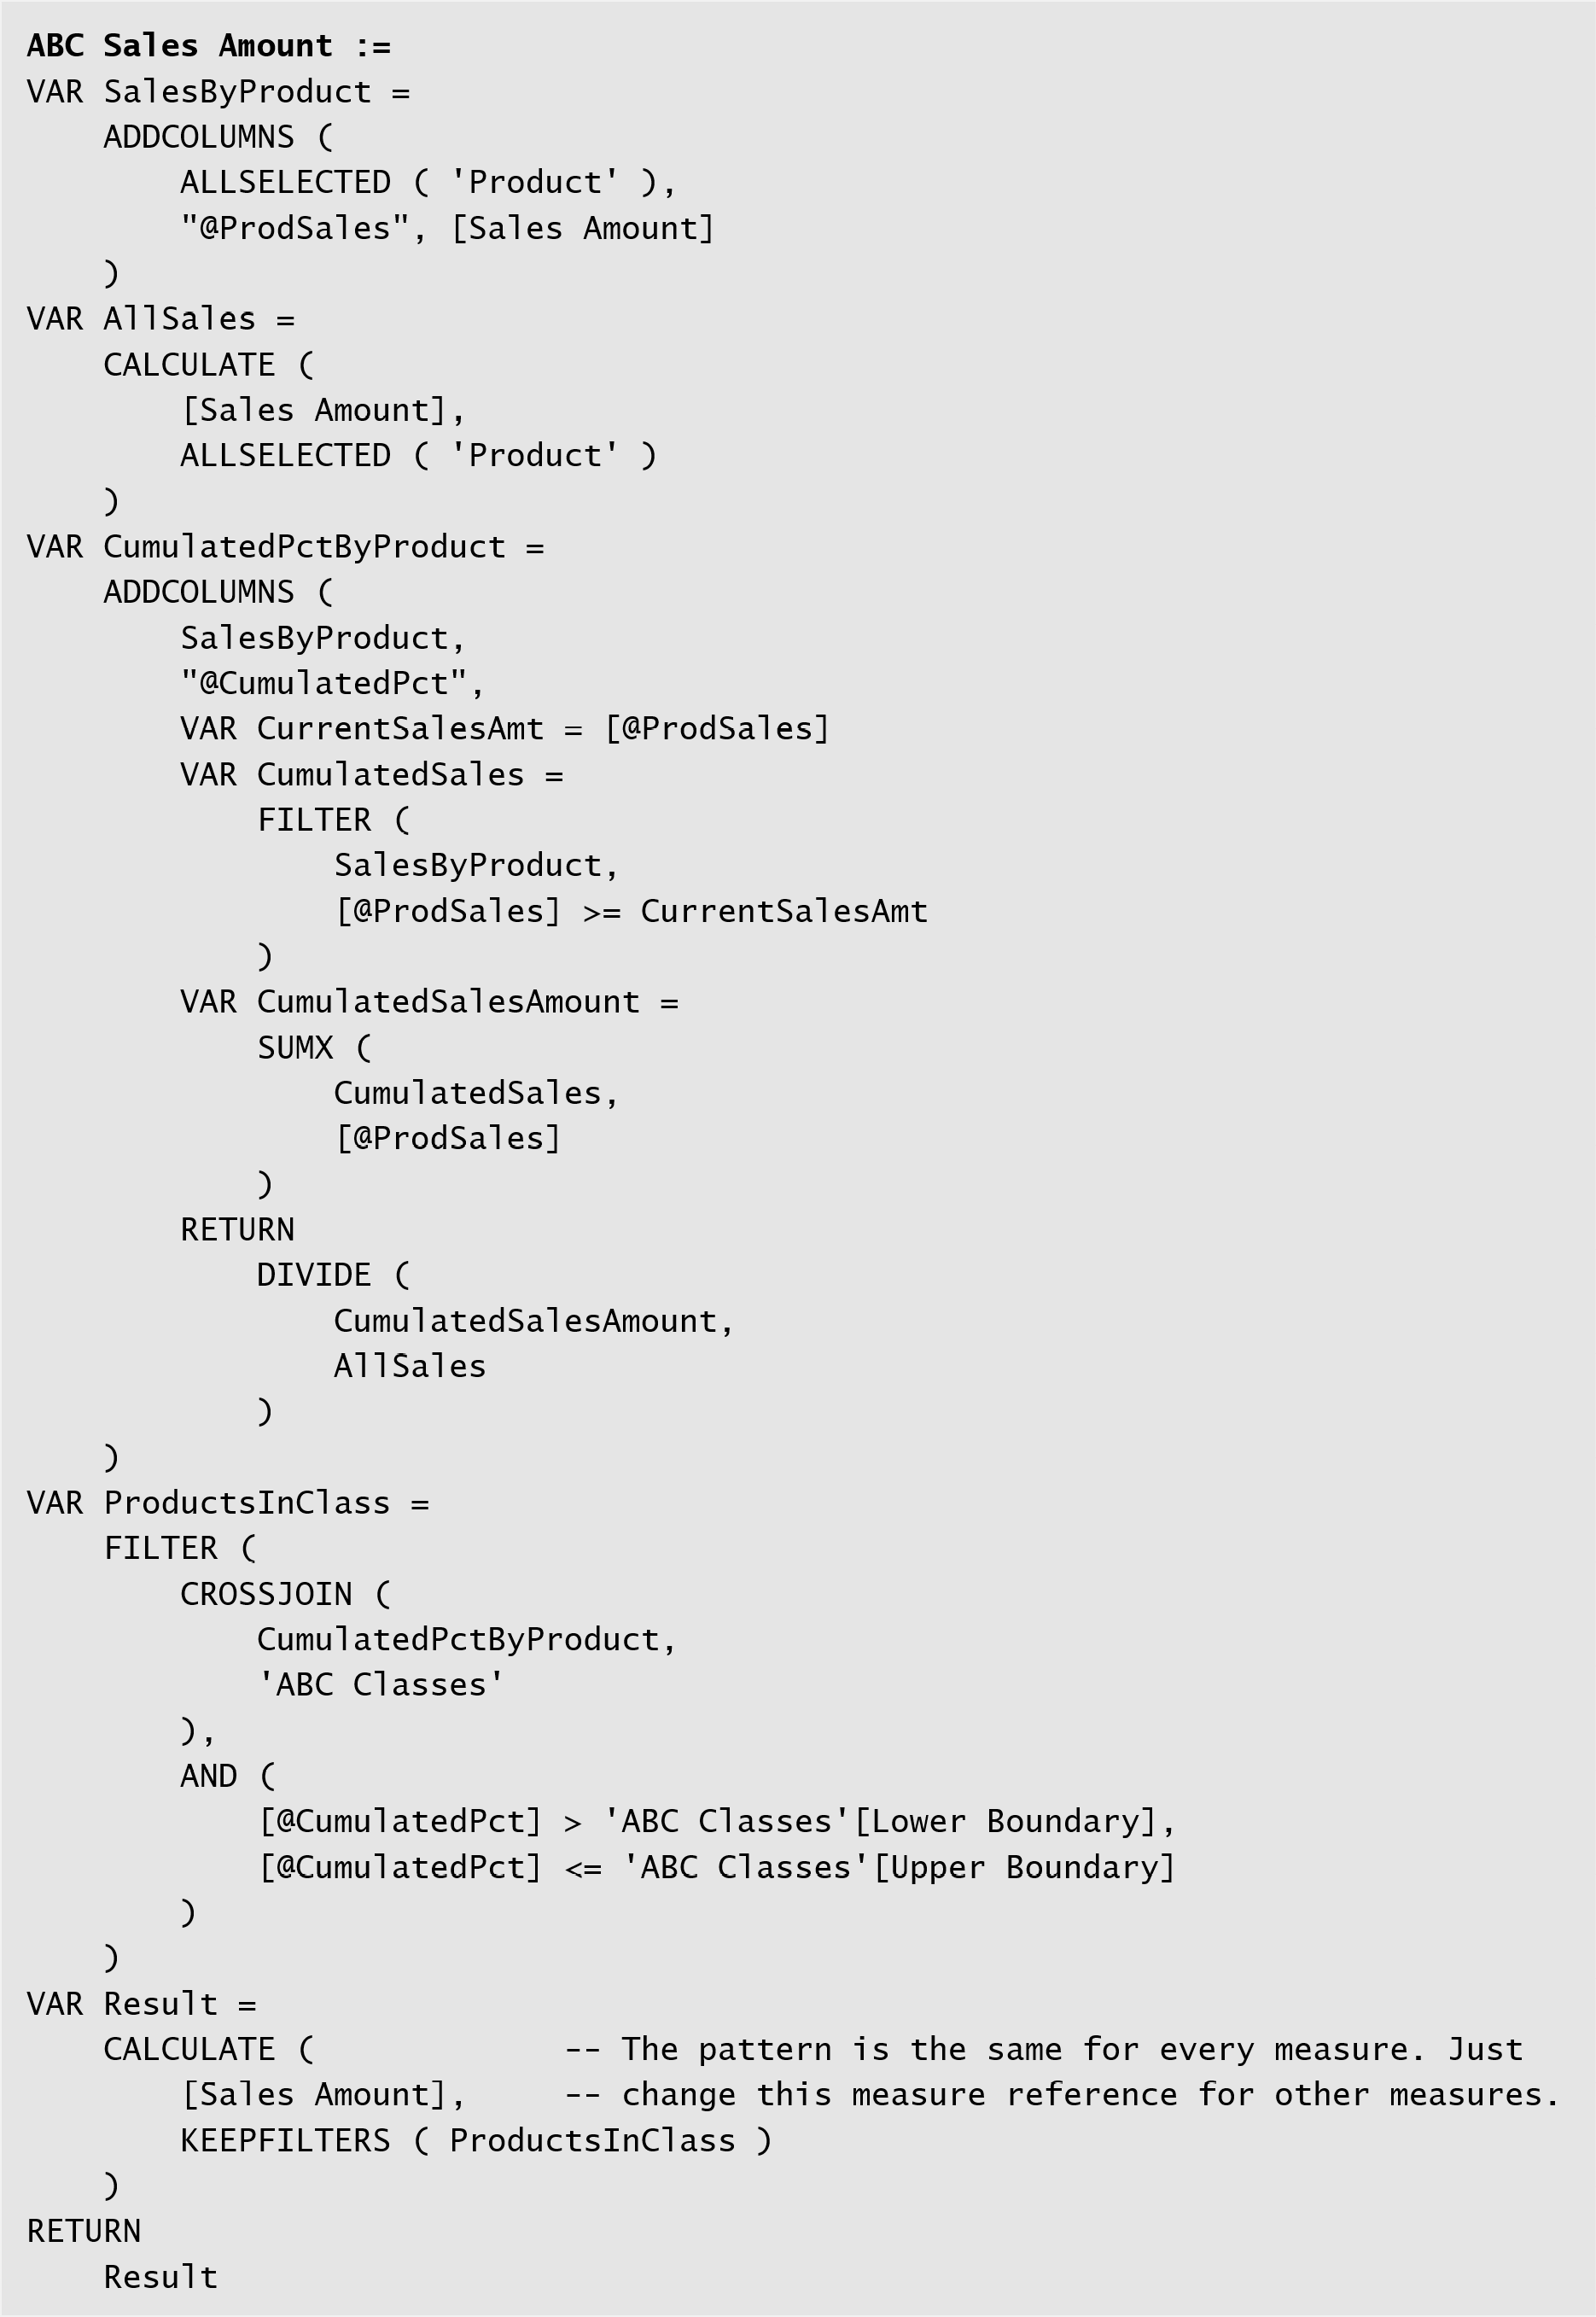 ABC Sales Amount :=
VAR SalesByProduct =
    ADDCOLUMNS (
        ALLSELECTED ( 'Product' ),
        "@ProdSales", [Sales Amount]
    )
VAR AllSales =
    CALCULATE (
        [Sales Amount],
        ALLSELECTED ( 'Product' )
    )
VAR CumulatedPctByProduct =
    ADDCOLUMNS (
        SalesByProduct,
        "@CumulatedPct",
        VAR CurrentSalesAmt = [@ProdSales]
        VAR CumulatedSales =
            FILTER (
                SalesByProduct,
                [@ProdSales] >= CurrentSalesAmt
            )
        VAR CumulatedSalesAmount =
            SUMX (
                CumulatedSales,
                [@ProdSales]
            )
        RETURN
            DIVIDE (
                CumulatedSalesAmount,
                AllSales
            )
    )
VAR ProductsInClass =
    FILTER (
        CROSSJOIN (
            CumulatedPctByProduct,
            'ABC Classes'
        ),
        AND (
            [@CumulatedPct] > 'ABC Classes'[Lower Boundary],
            [@CumulatedPct] <= 'ABC Classes'[Upper Boundary]
        )
    )
VAR Result =
    CALCULATE (             -- The pattern is the same for every measure. Just
        [Sales Amount],     -- change this measure reference for other measures.
        KEEPFILTERS ( ProductsInClass )
    )
RETURN
    Result